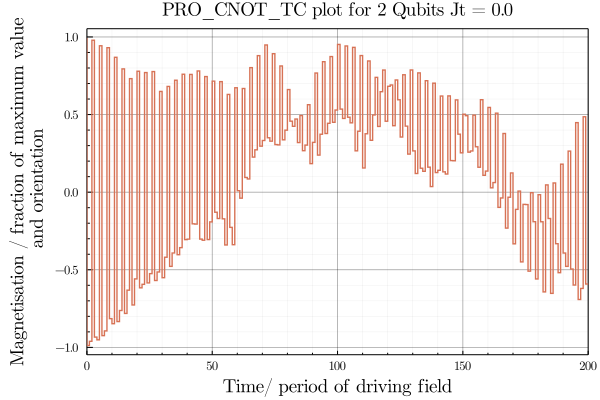 PRO_CNOT_TC plot for 2 Qubits Jt = 0.0
Magnetisation / fraction of maximum value
and orientation
1.0
0.5
0.0
−0.5
−1.0
0 50 100 150 200
Time/ period of driving field